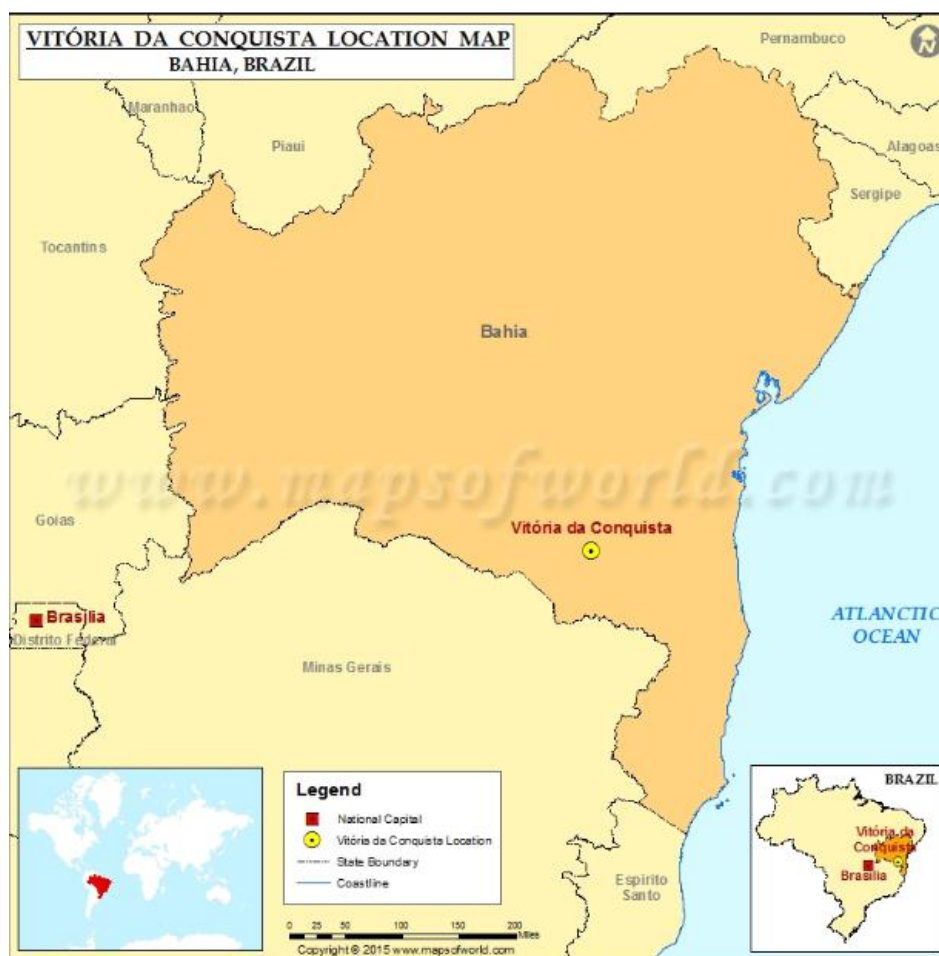 VITÓRIA DA CONQUISTA LOCATION MAP
BAHIA, BRAZIL
Pernambuco
N
Maranhao
Piaui
Alagoas
Sergipe
Tocantins
Bahia
www.mapsofworld.com
Goias
Vitória da Conquista
Brasilia
Distrito Federal
ATLANCTIC
OCEAN
Minas Gerais
Legend
National Capital
Vitória da Conquista Location
State Boundary
Coastline
0 25 50 100 150 200
Miles
Copyright © 2015 www.mapsofworld.com
Espirito
Santo
BRAZIL
Vitória da
Conquista
Brasilia